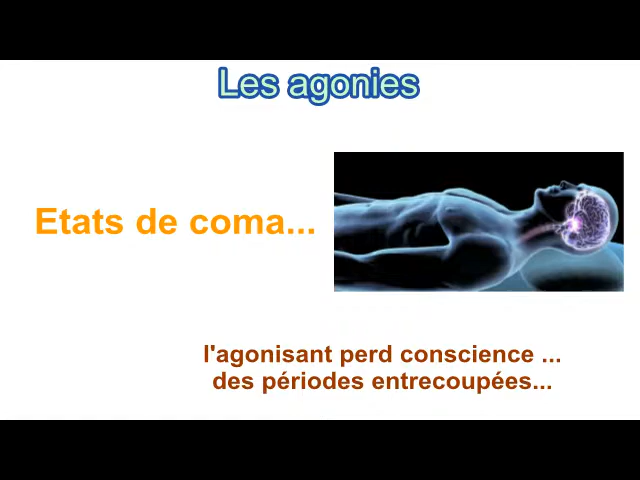 Les agonies
Etats de coma...
l'agonisant perd conscience ...
des périodes entrecoupées...